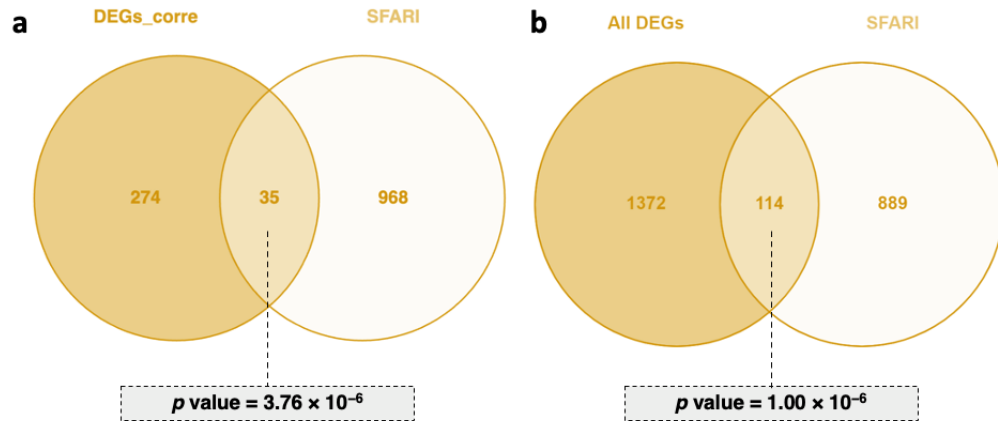 a
DEGs_corre
SFARI
274
35
968
p value = 3.76 × 10⁻⁶
b
All DEGs
SFARI
1372
114
889
p value = 1.00 × 10⁻⁶